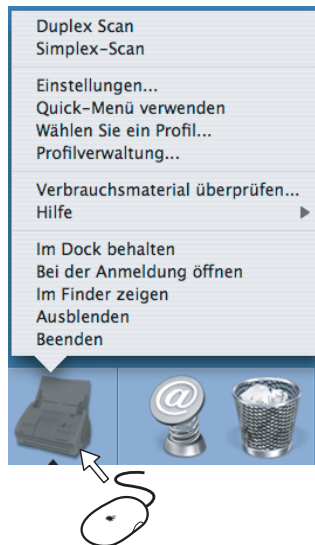 Duplex Scan
Simplex-Scan
Einstellungen...
Quick-Menü verwenden
Wählen Sie ein Profil...
Profilverwaltung...
Verbrauchsmaterial überprüfen...
Hilfe
Im Dock behalten
Bei der Anmeldung öffnen
Im Finder zeigen
Ausblenden
Beenden
@